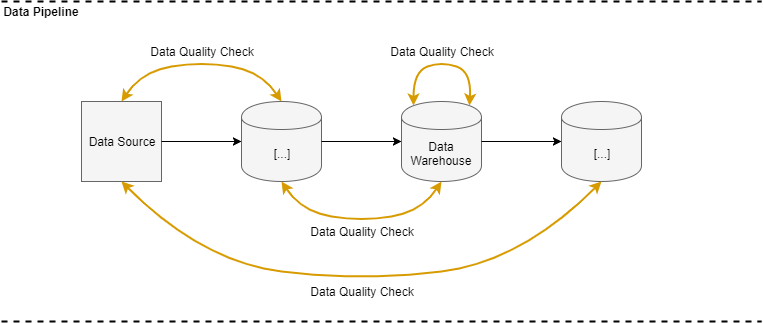 Data Pipeline
Data Quality Check
Data Quality Check
Data Source
[...]
Data
Warehouse
[...]
Data Quality Check
Data Quality Check